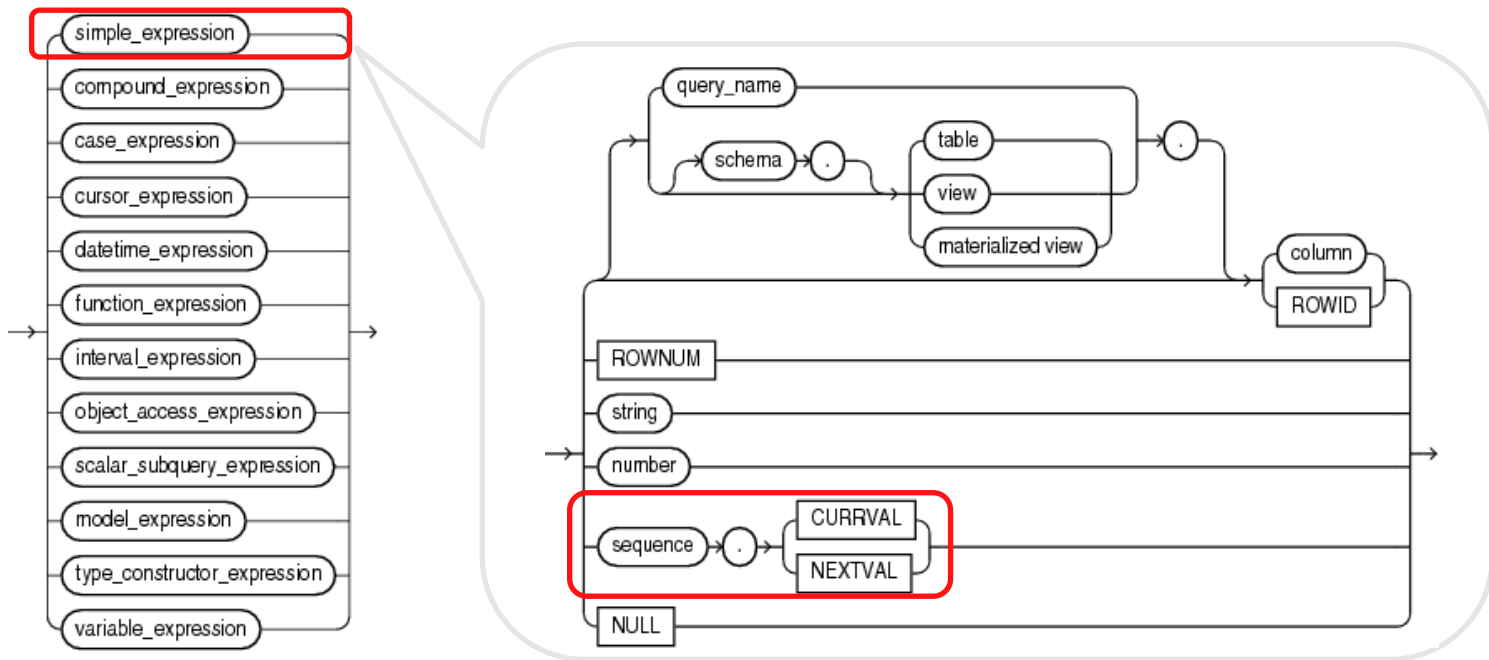 simple_expression
compound_expression
case_expression
cursor_expression
datetime_expression
function_expression
interval_expression
object_access_expression
scalar_subquery_expression
model_expression
type_constructor_expression
variable_expression
query_name
schema .
table
view
materialized view
.
column
ROWID
ROWNUM
string
number
sequence .
CURRVAL
NEXTVAL
NULL